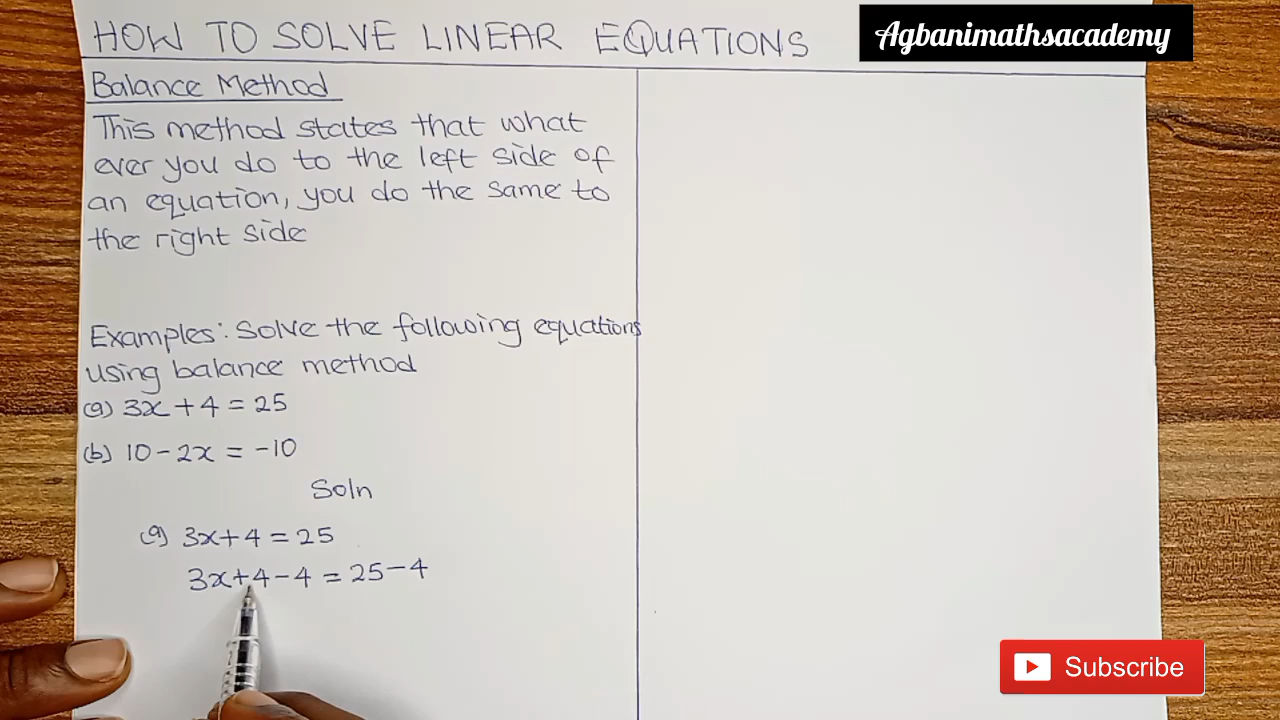 HOW TO SOLVE LINEAR EQUATIONS
Agbanimathsacademy
Balance Method
This method states that what
ever you do to the left side of
an equation, you do the same to
the right side
Examples: Solve the following equations
using balance method
(a) 3x + 4 = 25
(b) 10 - 2x = -10
Soln
(a) 3x + 4 = 25
3x + 4 - 4 = 25 - 4
Subscribe